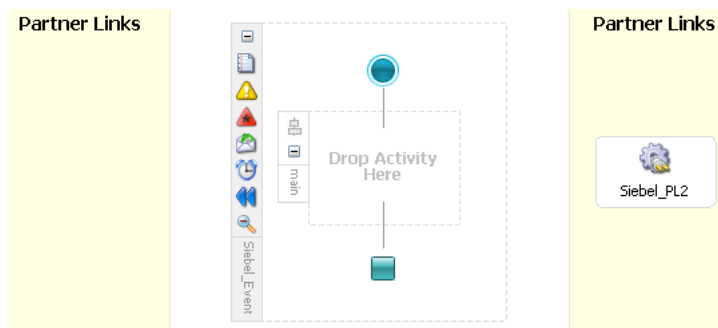 Partner Links
Partner Links
Drop Activity
Here
main
Siebel_PL2
Siebel_Event